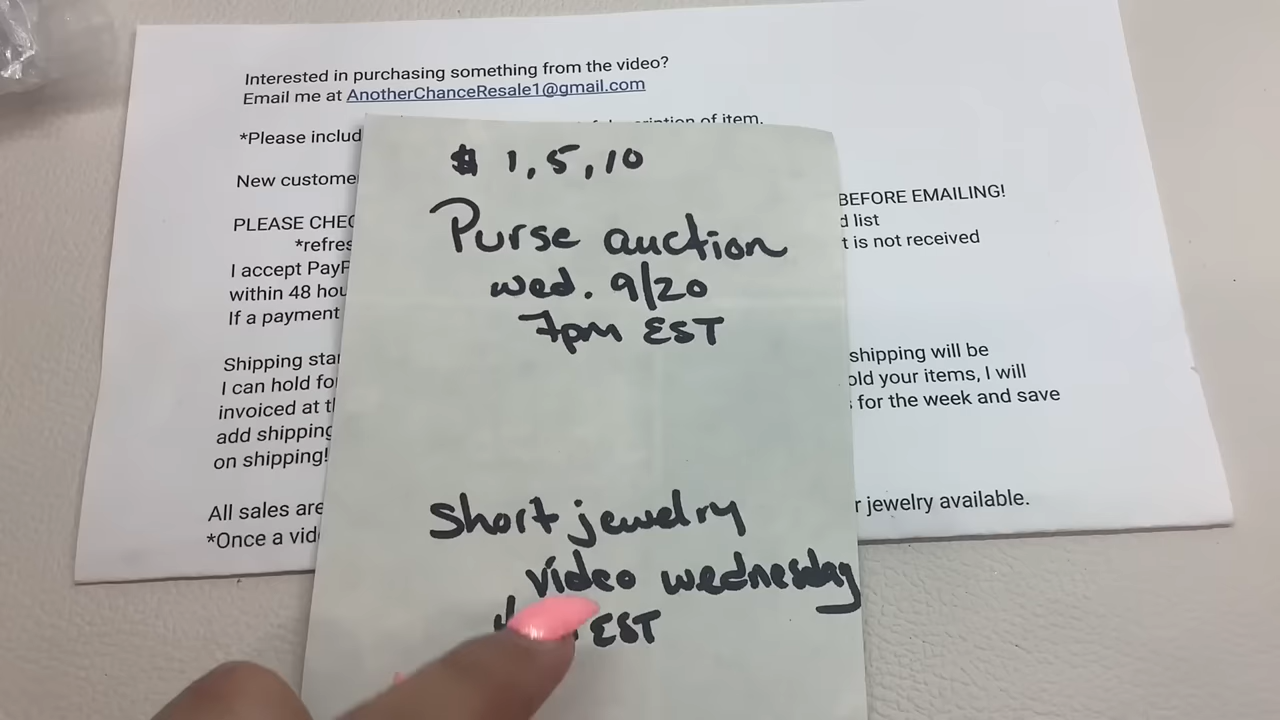 Interested in purchasing something from the video?
Email me at AnotherChanceResale1@gmail.com
*Please includ
of item.
New custome
PLEASE CHEC BEFORE EMAILING!
*refres d list
I accept PayP t is not received
within 48 hou
If a payment
Shipping star shipping will be
I can hold fo old your items, I will
invoiced at th s for the week and save
add shipping
on shipping!
All sales are r jewelry available.
*Once a vid
$ 1, 5, 10
Purse auction
wed. 9/20
7pm EST
Short jewelry
video wednesday
EST